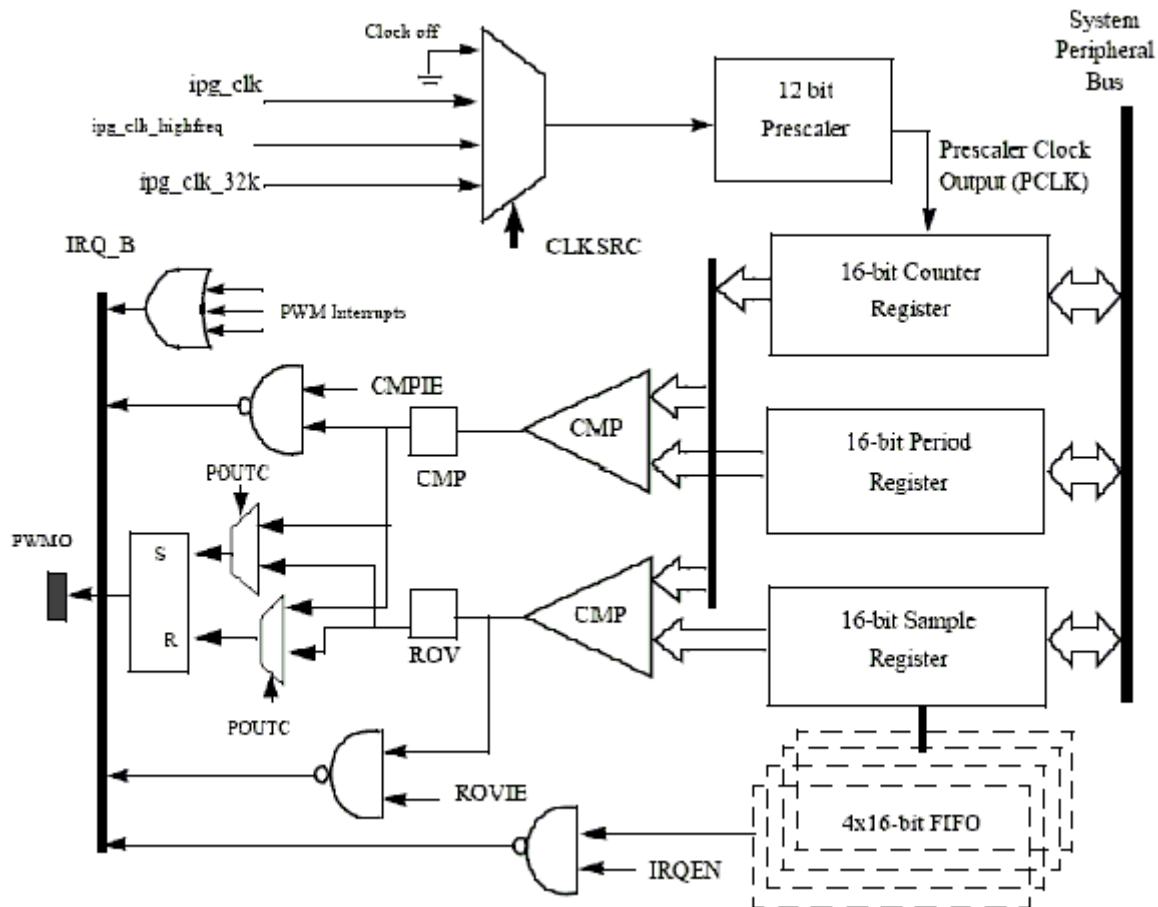 System
Peripheral
Bus
Clock off
ipg_clk
ipg_clk_highfreq
ipg_clk_32k
12 bit
Prescaler
Prescaler Clock
Output (PCLK)
CLKSRC
IRQ_B
PWM Interrupts
16-bit Counter
Register
CMPIE
CMP
CMP
16-bit Period
Register
POUTC
PWMO
S
R
ROV
CMP
16-bit Sample
Register
POUTC
ROVIE
4x16-bit FIFO
IRQEN